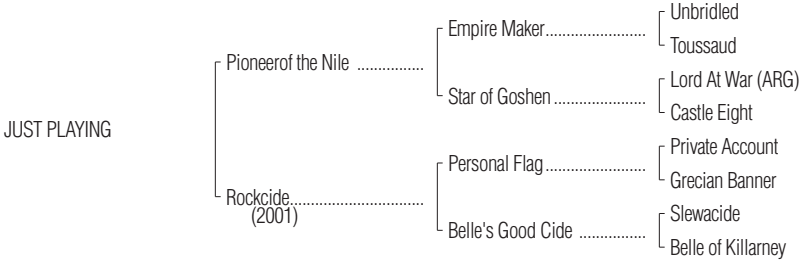 Unbridled
Empire Maker.......................
Toussaud
Pioneerof the Nile ................
Lord At War (ARG)
Star of Goshen.......................
Castle Eight
JUST PLAYING
Private Account
Personal Flag.......................
Grecian Banner
Rockcide................................
(2001)
Slewacide
Belle's Good Cide ................
Belle of Killarney